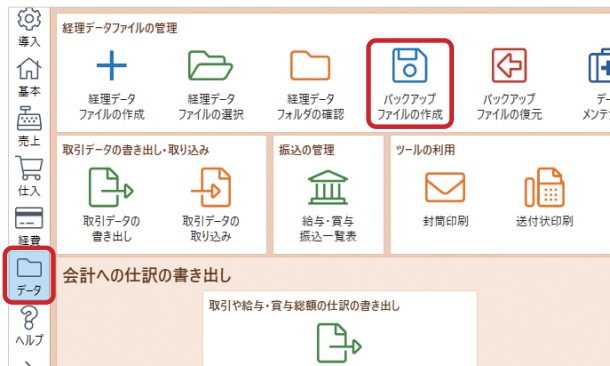 導入
基本
売上
仕入
経費
データ
ヘルプ
経理データファイルの管理
経理データ
ファイルの作成
経理データ
ファイルの選択
経理データ
フォルダの確認
バックアップ
ファイルの作成
バックアップ
ファイルの復元
デー
メンテ
取引データの書き出し・取り込み
取引データの
書き出し
取引データの
取り込み
振込の管理
給与・賞与
振込一覧表
ツールの利用
封筒印刷
送付状印刷
会計への仕訳の書き出し
取引や給与・賞与総額の仕訳の書き出し